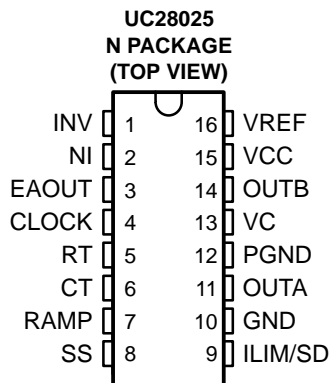 UC28025
N PACKAGE
(TOP VIEW)
INV 1 16 VREF
NI 2 15 VCC
EAOUT 3 14 OUTB
CLOCK 4 13 VC
RT 5 12 PGND
CT 6 11 OUTA
RAMP 7 10 GND
SS 8 9 ILIM/SD